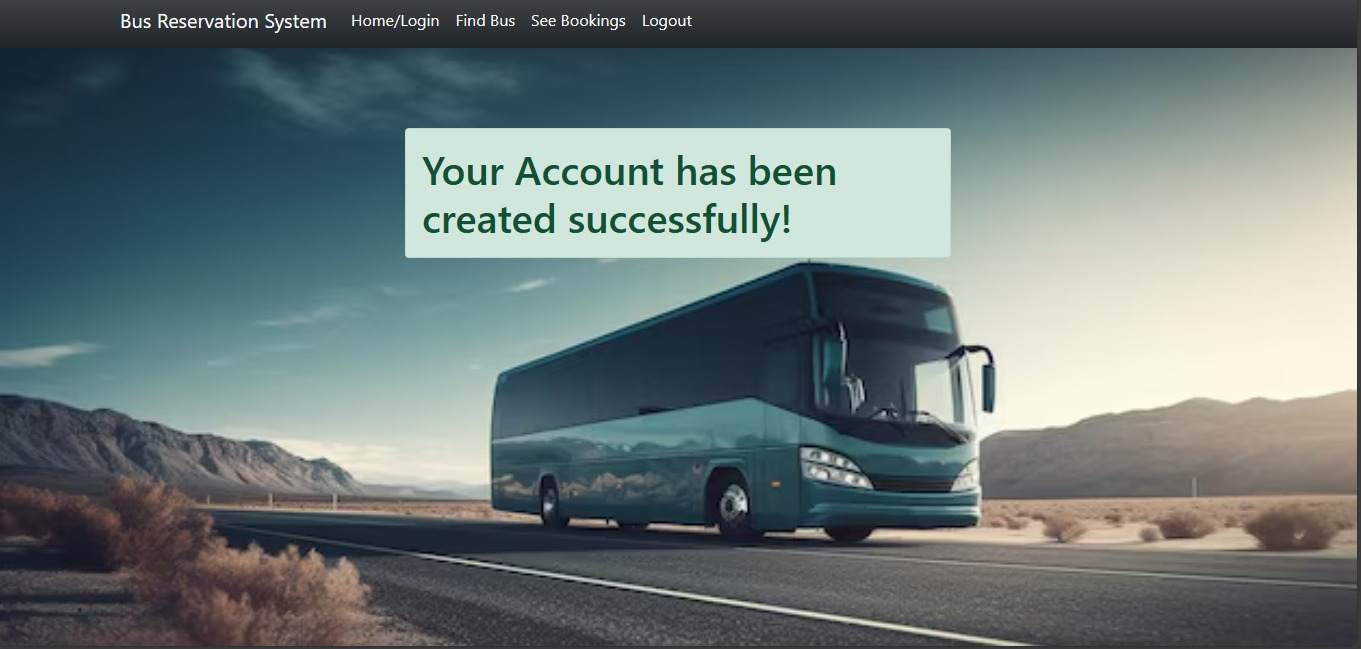 Bus Reservation System Home/Login Find Bus See Bookings Logout
Your Account has been
created successfully!